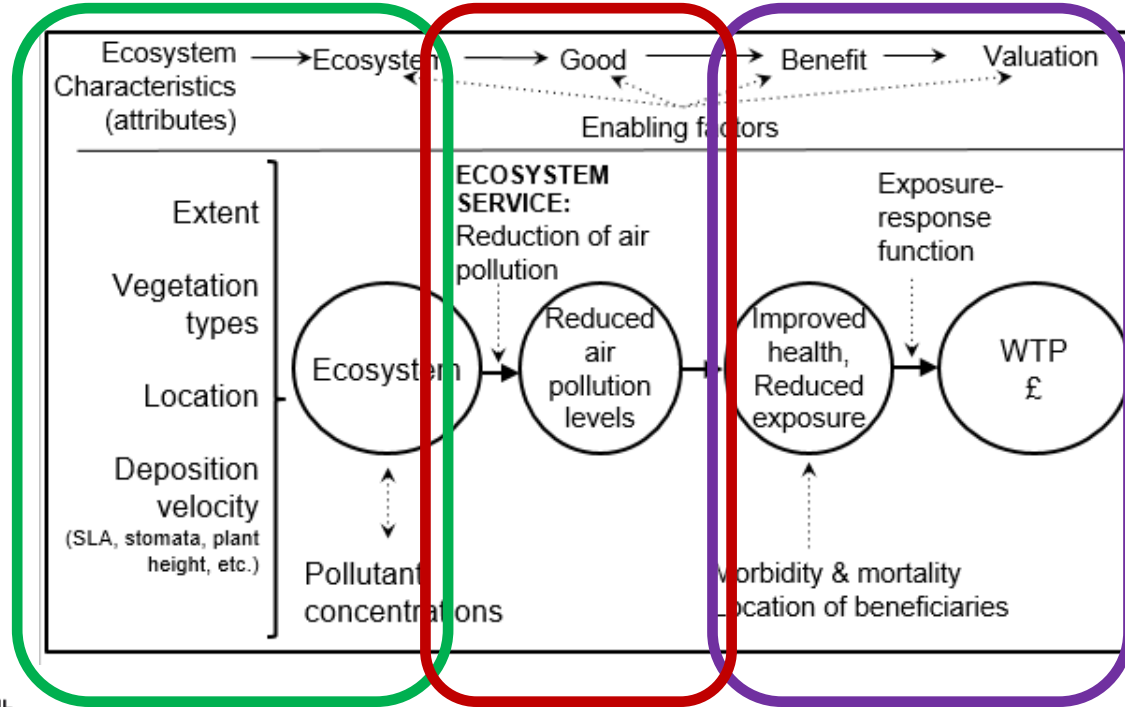 Ecosystem
Characteristics
(attributes)
Ecosystem
Good
Benefit
Valuation
Enabling factors
Extent
Vegetation
types
Location
Deposition
velocity
(SLA, stomata, plant
height, etc.)
Ecosystem
Pollutant
concentrations
ECOSYSTEM
SERVICE:
Reduction of air
pollution
Reduced
air
pollution
levels
Improved
health,
Reduced
exposure
Morbidity & mortality
Location of beneficiaries
Exposure-
response
function
WTP
£